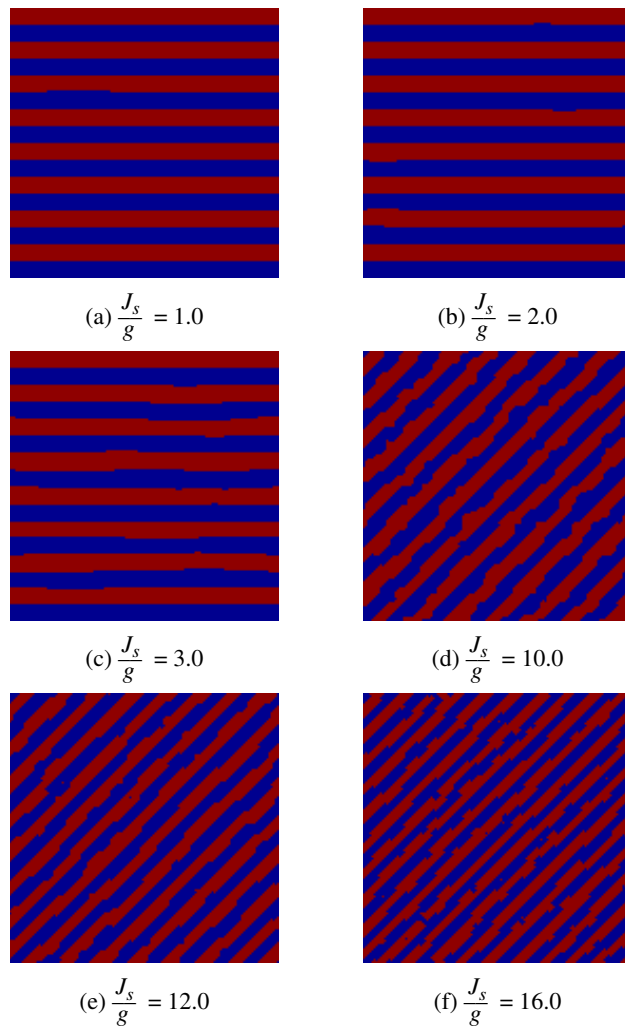 (a) J_s/g = 1.0
(b) J_s/g = 2.0
(c) J_s/g = 3.0
(d) J_s/g = 10.0
(e) J_s/g = 12.0
(f) J_s/g = 16.0